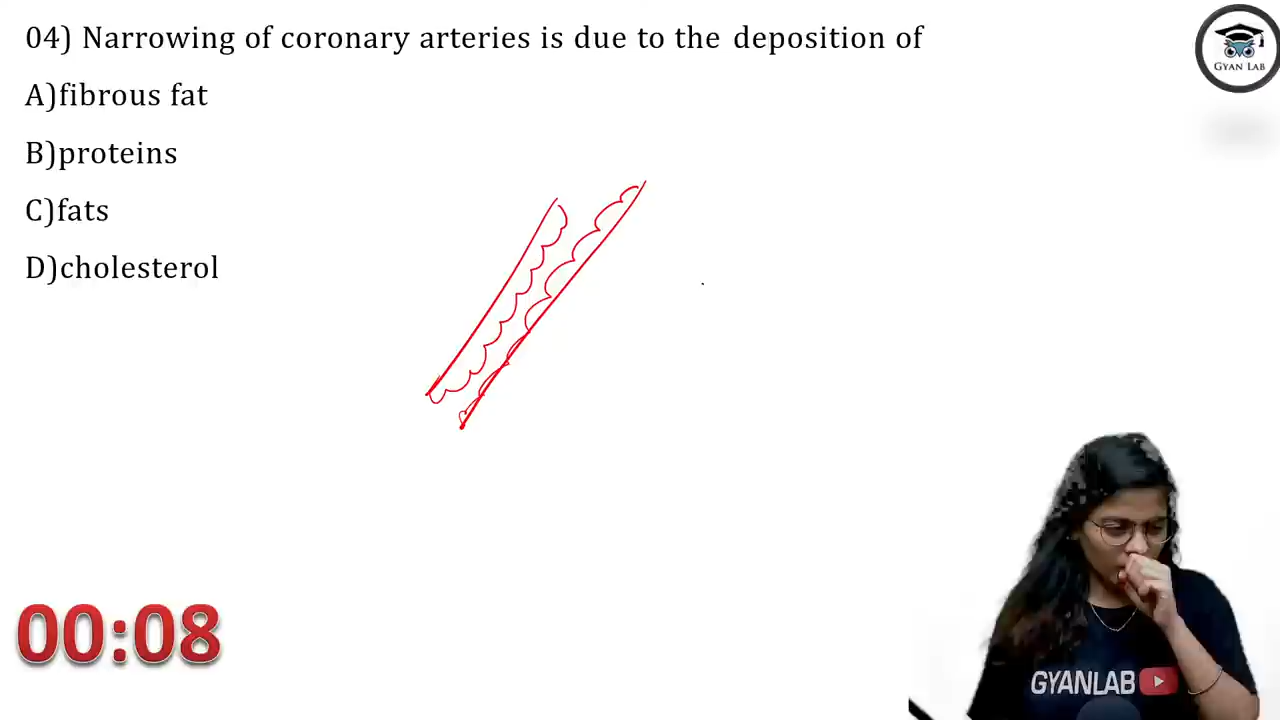 04) Narrowing of coronary arteries is due to the deposition of
A)fibrous fat
B)proteins
C)fats
D)cholesterol
GYAN LAB
00:08
GYANLAB